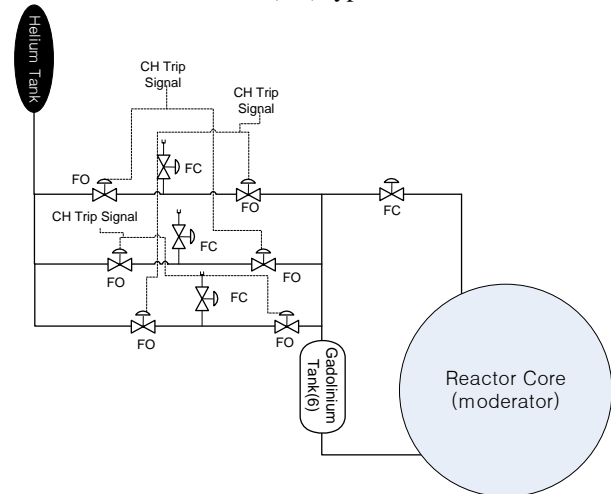 Helium Tank
CH Trip
Signal
CH Trip
Signal
FO
FC
FO
FC
CH Trip Signal
FC
FO
FO
FC
FO
FO
Gadolinium
Tank(6)
Reactor Core
(moderator)